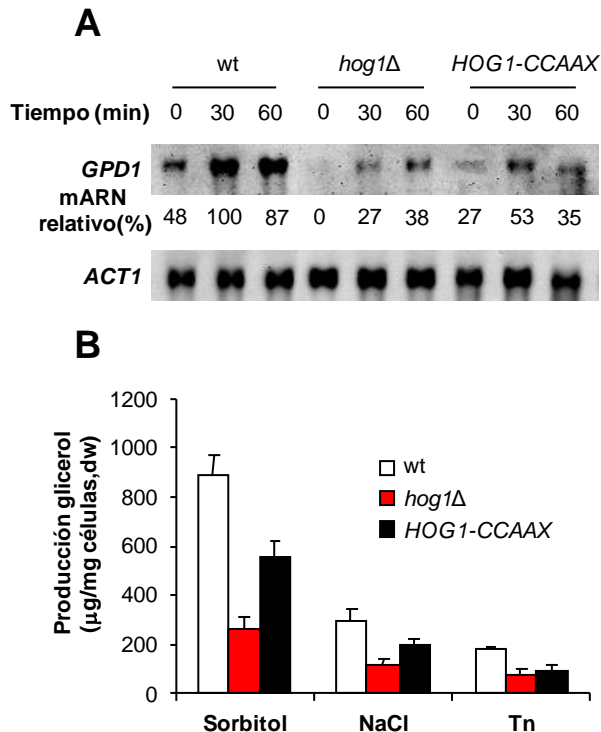 A
wt hog1Δ HOG1-CCAAX
Tiempo (min) 0 30 60 0 30 60 0 30 60
GPD1
mARN
relativo(%) 48 100 87 0 27 38 27 53 35
ACT1
B
Producción glicerol
(μg/mg células,dw)
1200
1000
800
600
400
200
0
wt
hog1Δ
HOG1-CCAAX
Sorbitol NaCl Tn